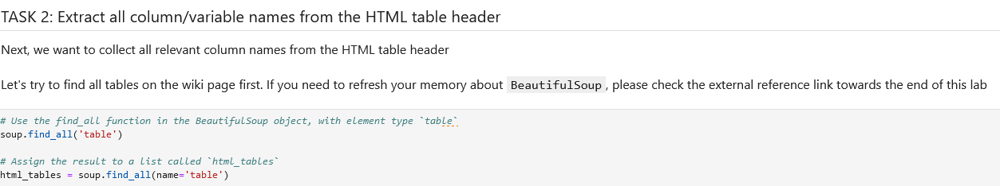 TASK 2: Extract all column/variable names from the HTML table header
Next, we want to collect all relevant column names from the HTML table header
Let's try to find all tables on the wiki page first. If you need to refresh your memory about BeautifulSoup, please check the external reference link towards the end of this lab
# Use the find_all function in the BeautifulSoup object, with element type `table`
soup.find_all('table')
# Assign the result to a list called `html_tables`
html_tables = soup.find_all(name='table')